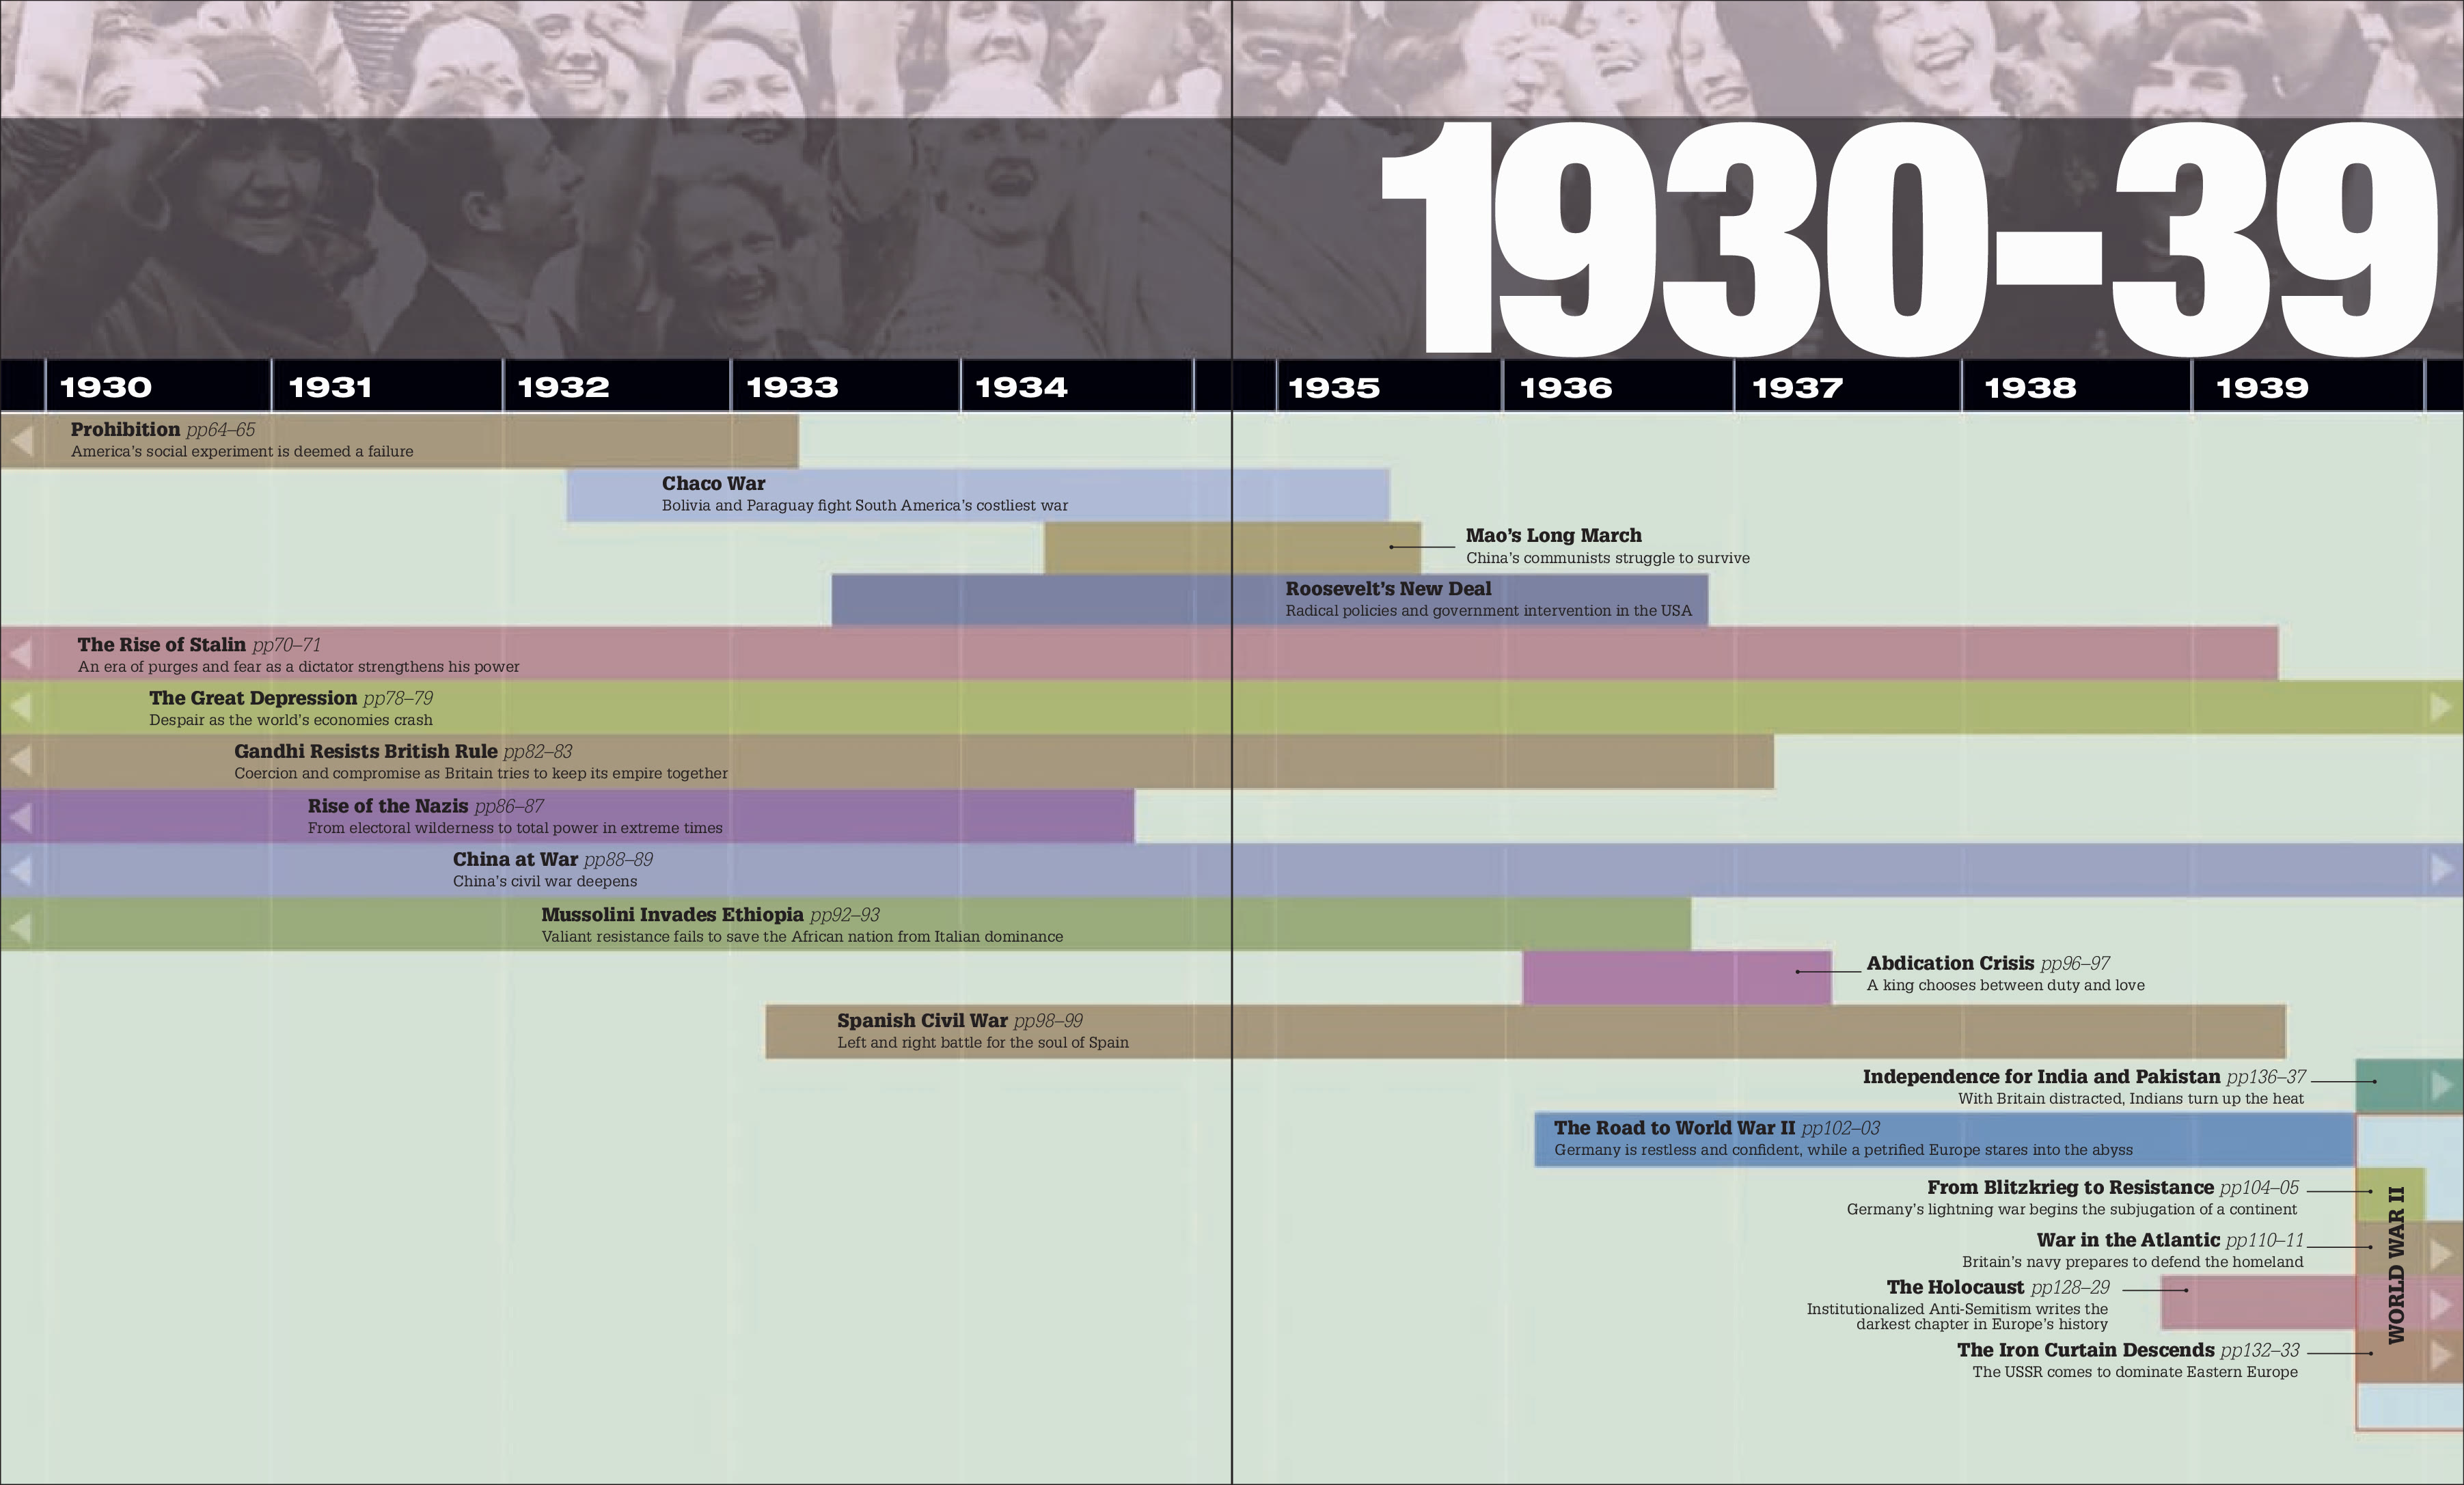 1930–39
1930 1931 1932 1933 1934 1935 1936 1937 1938 1939
Prohibition pp64–65
America's social experiment is deemed a failure
Chaco War
Bolivia and Paraguay fight South America's costliest war
Mao's Long March
China's communists struggle to survive
Roosevelt's New Deal
Radical policies and government intervention in the USA
The Rise of Stalin pp70–71
An era of purges and fear as a dictator strengthens his power
The Great Depression pp78–79
Despair as the world's economies crash
Gandhi Resists British Rule pp82–83
Coercion and compromise as Britain tries to keep its empire together
Rise of the Nazis pp86–87
From electoral wilderness to total power in extreme times
China at War pp88–89
China's civil war deepens
Mussolini Invades Ethiopia pp92–93
Valiant resistance fails to save the African nation from Italian dominance
Abdication Crisis pp96–97
A king chooses between duty and love
Spanish Civil War pp98–99
Left and right battle for the soul of Spain
Independence for India and Pakistan pp136–37
With Britain distracted, Indians turn up the heat
The Road to World War II pp102–03
Germany is restless and confident, while a petrified Europe stares into the abyss
From Blitzkrieg to Resistance pp104–05
Germany's lightning war begins the subjugation of a continent
War in the Atlantic pp110–11
Britain's navy prepares to defend the homeland
The Holocaust pp128–29
Institutionalized Anti-Semitism writes the
darkest chapter in Europe's history
The Iron Curtain Descends pp132–33
The USSR comes to dominate Eastern Europe
WORLD WAR II